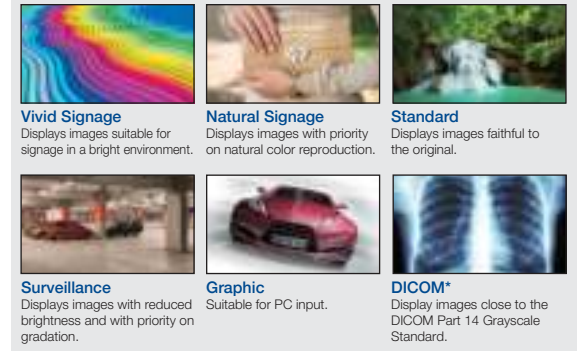 Vivid Signage
Displays images suitable for
signage in a bright environment.
Natural Signage
Displays images with priority
on natural color reproduction.
Standard
Displays images faithful to
the original.
Surveillance
Displays images with reduced
brightness and with priority on
gradation.
Graphic
Suitable for PC input.
DICOM*
Display images close to the
DICOM Part 14 Grayscale
Standard.